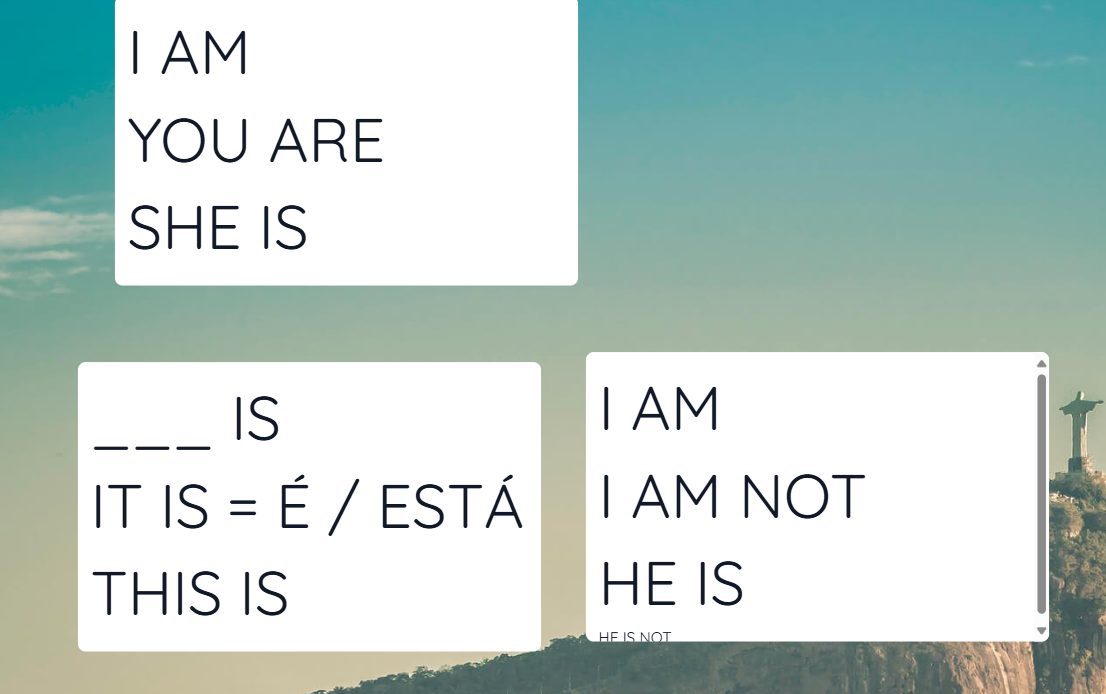 I AM
YOU ARE
SHE IS
___ IS
IT IS = É / ESTÁ
THIS IS
I AM
I AM NOT
HE IS
HE IS NOT